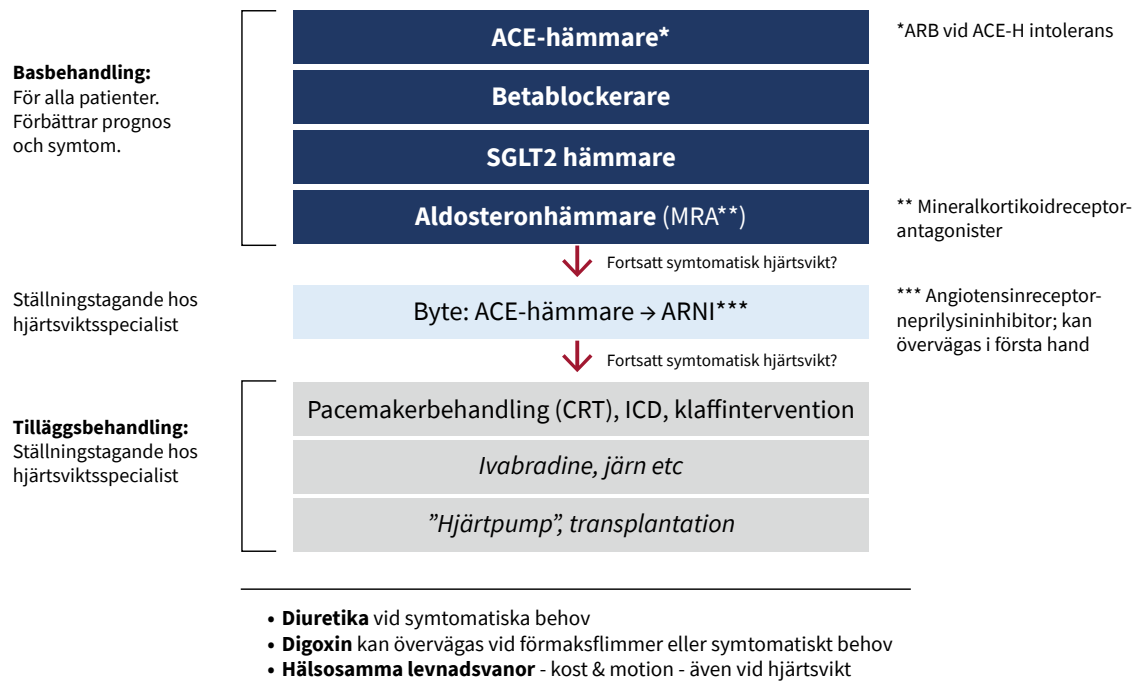 ACE-hämmare*
*ARB vid ACE-H intolerans
Basbehandling:
För alla patienter.
Förbättrar prognos
och symtom.
Betablockerare
SGLT2 hämmare
Aldosteronhämmare (MRA**)
** Mineralkortikoidreceptor-
antagonister
Fortsatt symtomatisk hjärtsvikt?
Ställningstagande hos
hjärtsviktsspecialist
Byte: ACE-hämmare → ARNI***
*** Angiotensinreceptor-
neprilysininhibitor; kan
övervägas i första hand
Fortsatt symtomatisk hjärtsvikt?
Tilläggsbehandling:
Ställningstagande hos
hjärtsviktsspecialist
Pacemakerbehandling (CRT), ICD, klaffintervention
Ivabradine, järn etc
”Hjärtpump”, transplantation
• Diuretika vid symtomatiska behov
• Digoxin kan övervägas vid förmaksflimmer eller symtomatiskt behov
• Hälsosamma levnadsvanor - kost & motion - även vid hjärtsvikt